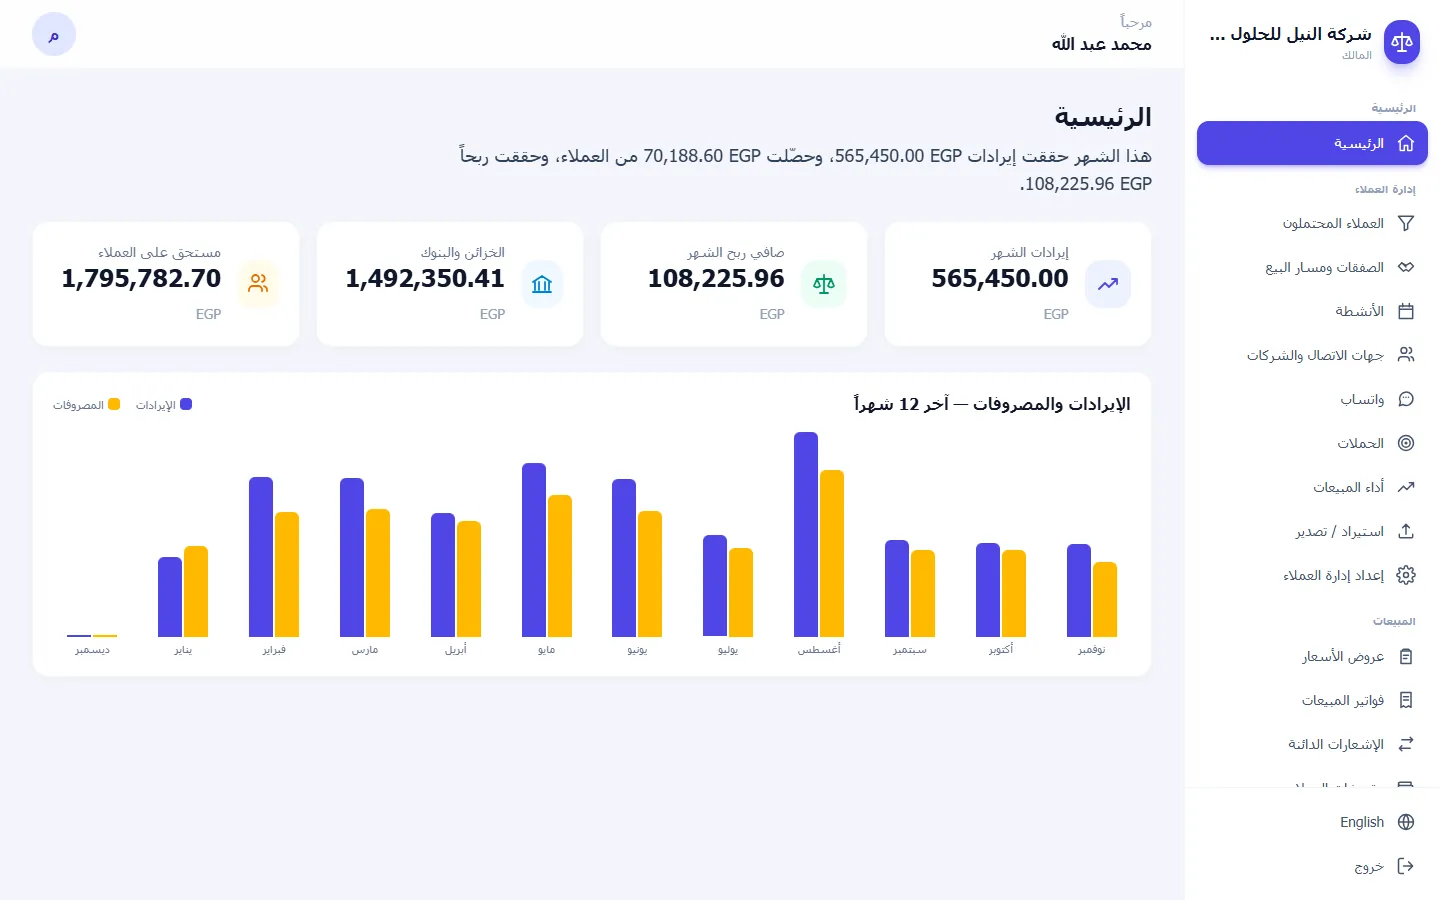 شركة النيل للحلول ...
المالك
الرئيسية
الرئيسية
إدارة العملاء
العملاء المحتملون
الصفقات ومسار البيع
الأنشطة
جهات الاتصال والشركات
واتساب
الحملات
أداء المبيعات
استيراد / تصدير
إعداد إدارة العملاء
المبيعات
عروض الأسعار
فواتير المبيعات
الإشعارات الدائنة
English
خروج
مرحباً
محمد عبد الله
م
الرئيسية
هذا الشهر حققت إيرادات 565,450.00 EGP، وحصّلت 70,188.60 EGP من العملاء، وحققت ربحاً
108,225.96 EGP.
إيرادات الشهر
565,450.00
EGP
صافي ربح الشهر
108,225.96
EGP
الخزائن والبنوك
1,492,350.41
EGP
مستحق على العملاء
1,795,782.70
EGP
الإيرادات والمصروفات — آخر 12 شهراً
الإيرادات
المصروفات
نوفمبر
أكتوبر
سبتمبر
أغسطس
يوليو
يونيو
مايو
أبريل
مارس
فبراير
يناير
ديسمبر